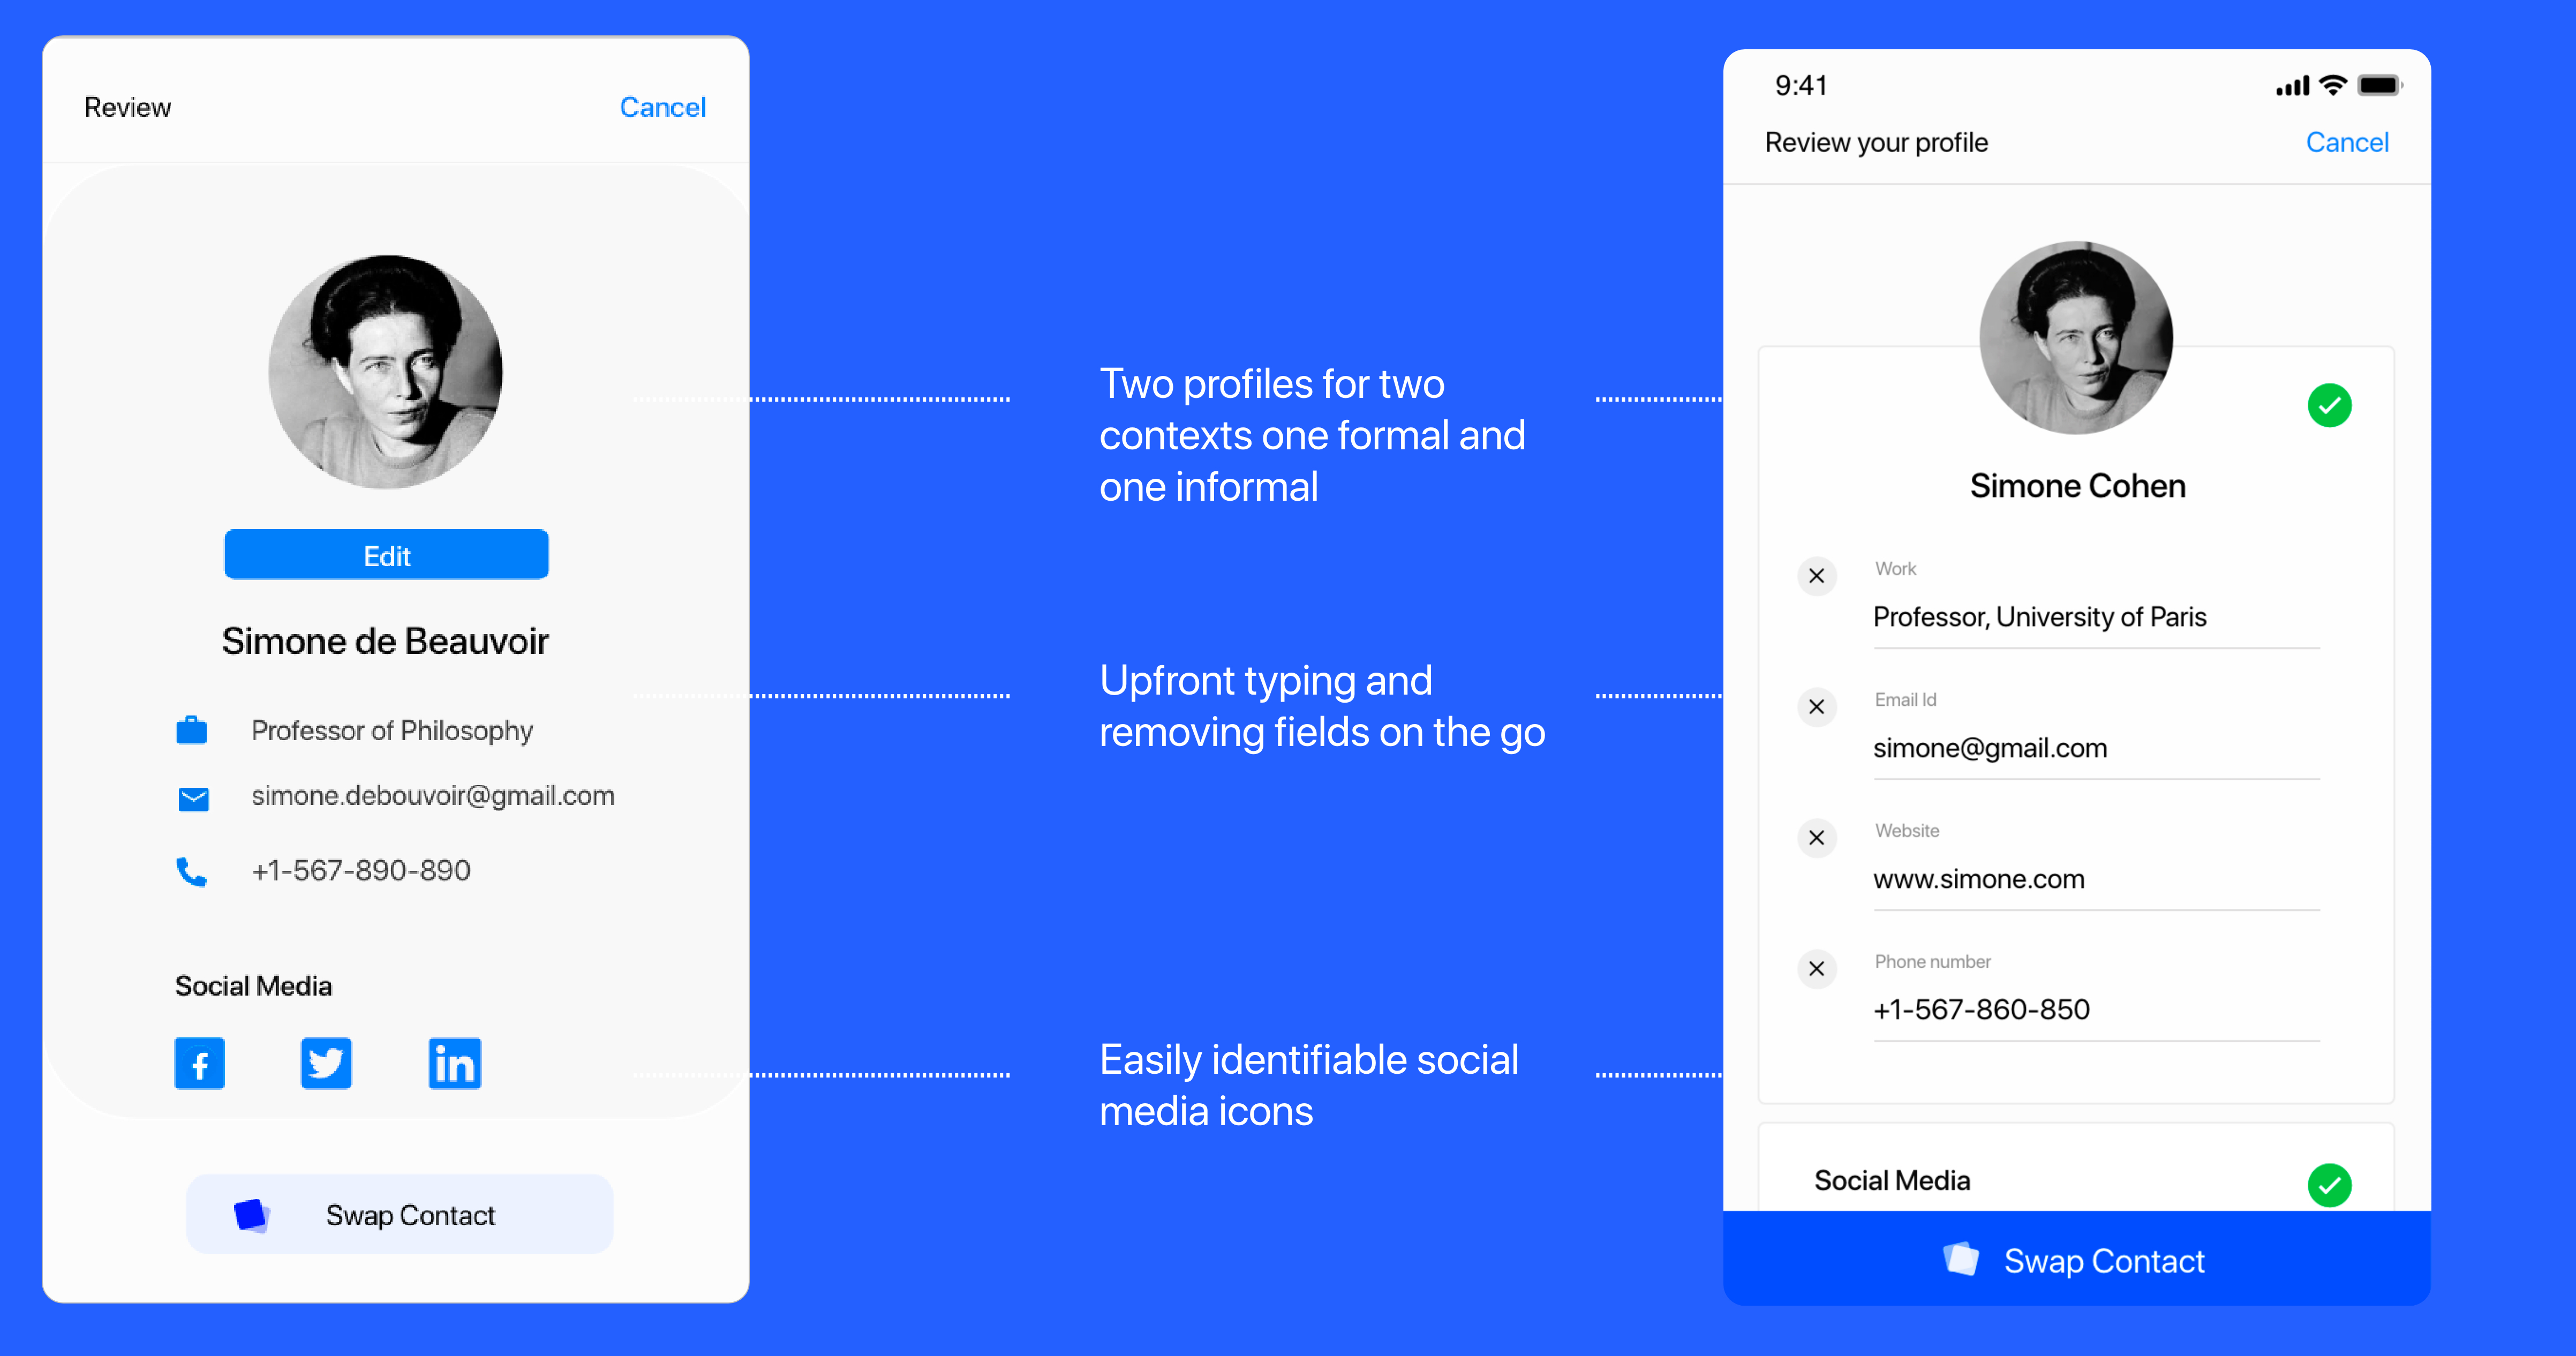 Review
Cancel
Edit
Simone de Beauvoir
Professor of Philosophy
simone.debouvoir@gmail.com
+1-567-890-890
Social Media
f
in
Swap Contact
Two profiles for two
contexts one formal and
one informal
Upfront typing and
removing fields on the go
Easily identifiable social
media icons
9:41
Review your profile
Cancel
Simone Cohen
Work
Professor, University of Paris
Email Id
simone@gmail.com
Website
www.simone.com
Phone number
+1-567-860-850
Social Media
Swap Contact